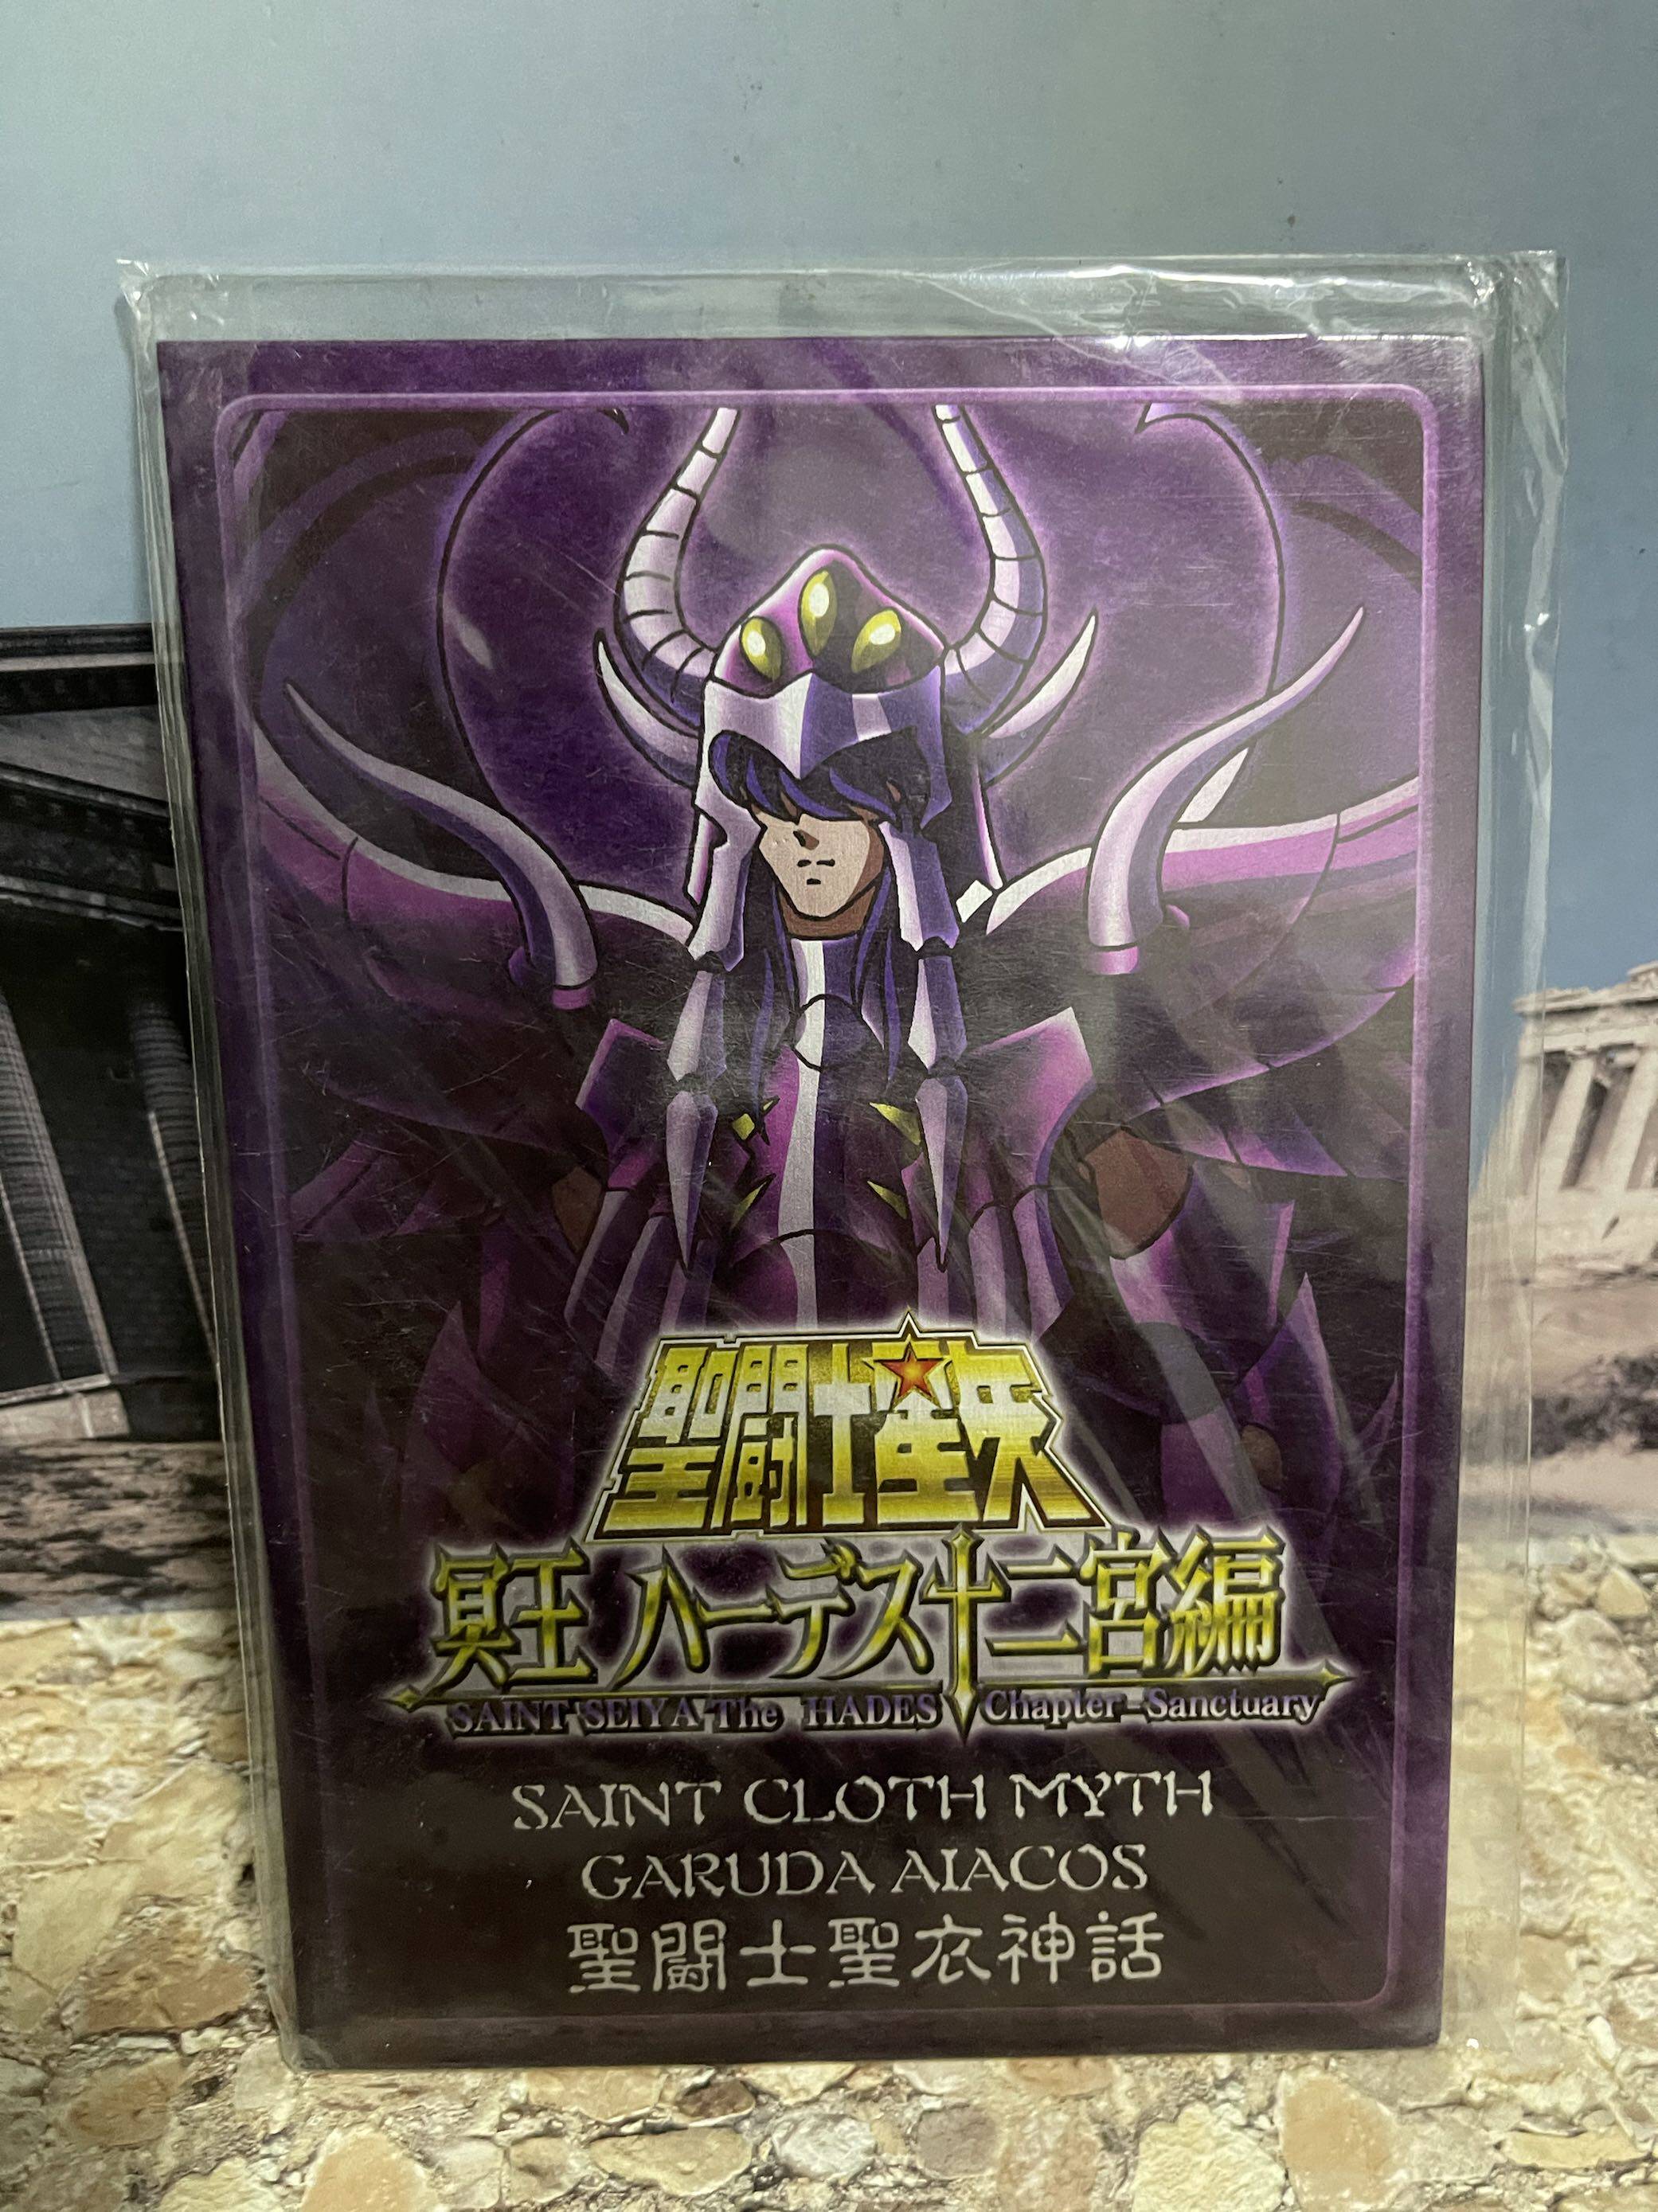 聖闘士星矢
冥王 ハーデス十二宮編
SAINT SEIYA The HADES Chapter-Sanctuary
SAINT CLOTH MYTH
GARUDA AIACOS
聖闘士聖衣神話